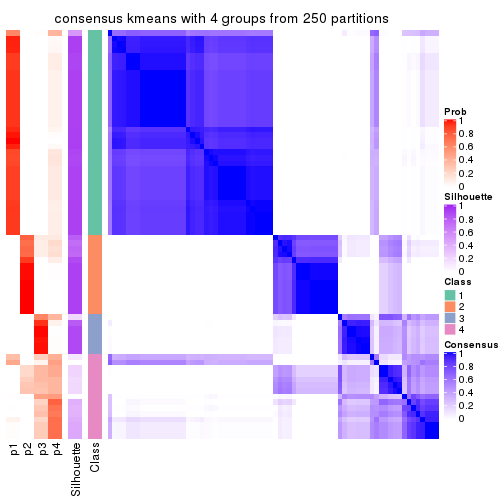 consensus kmeans with 4 groups from 250 partitions
Prob
1
0.8
0.6
0.4
0.2
0
Silhouette
1
0.8
0.6
0.4
0.2
0
Class
1
2
3
4
Consensus
1
0.8
0.6
0.4
0.2
0
p1
p2
p3
p4
Silhouette
Class